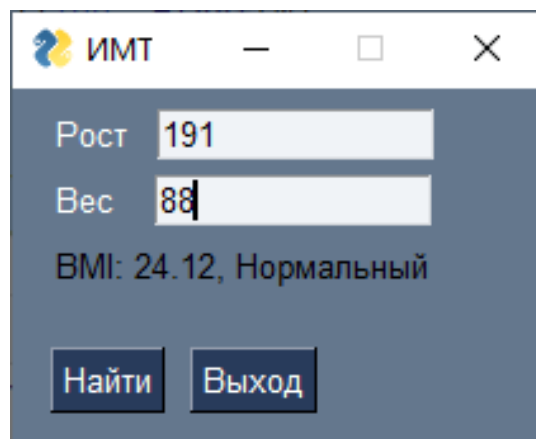 ИМТ
Рост 191
Вес 88
BMI: 24.12, Нормальный
Найти Выход